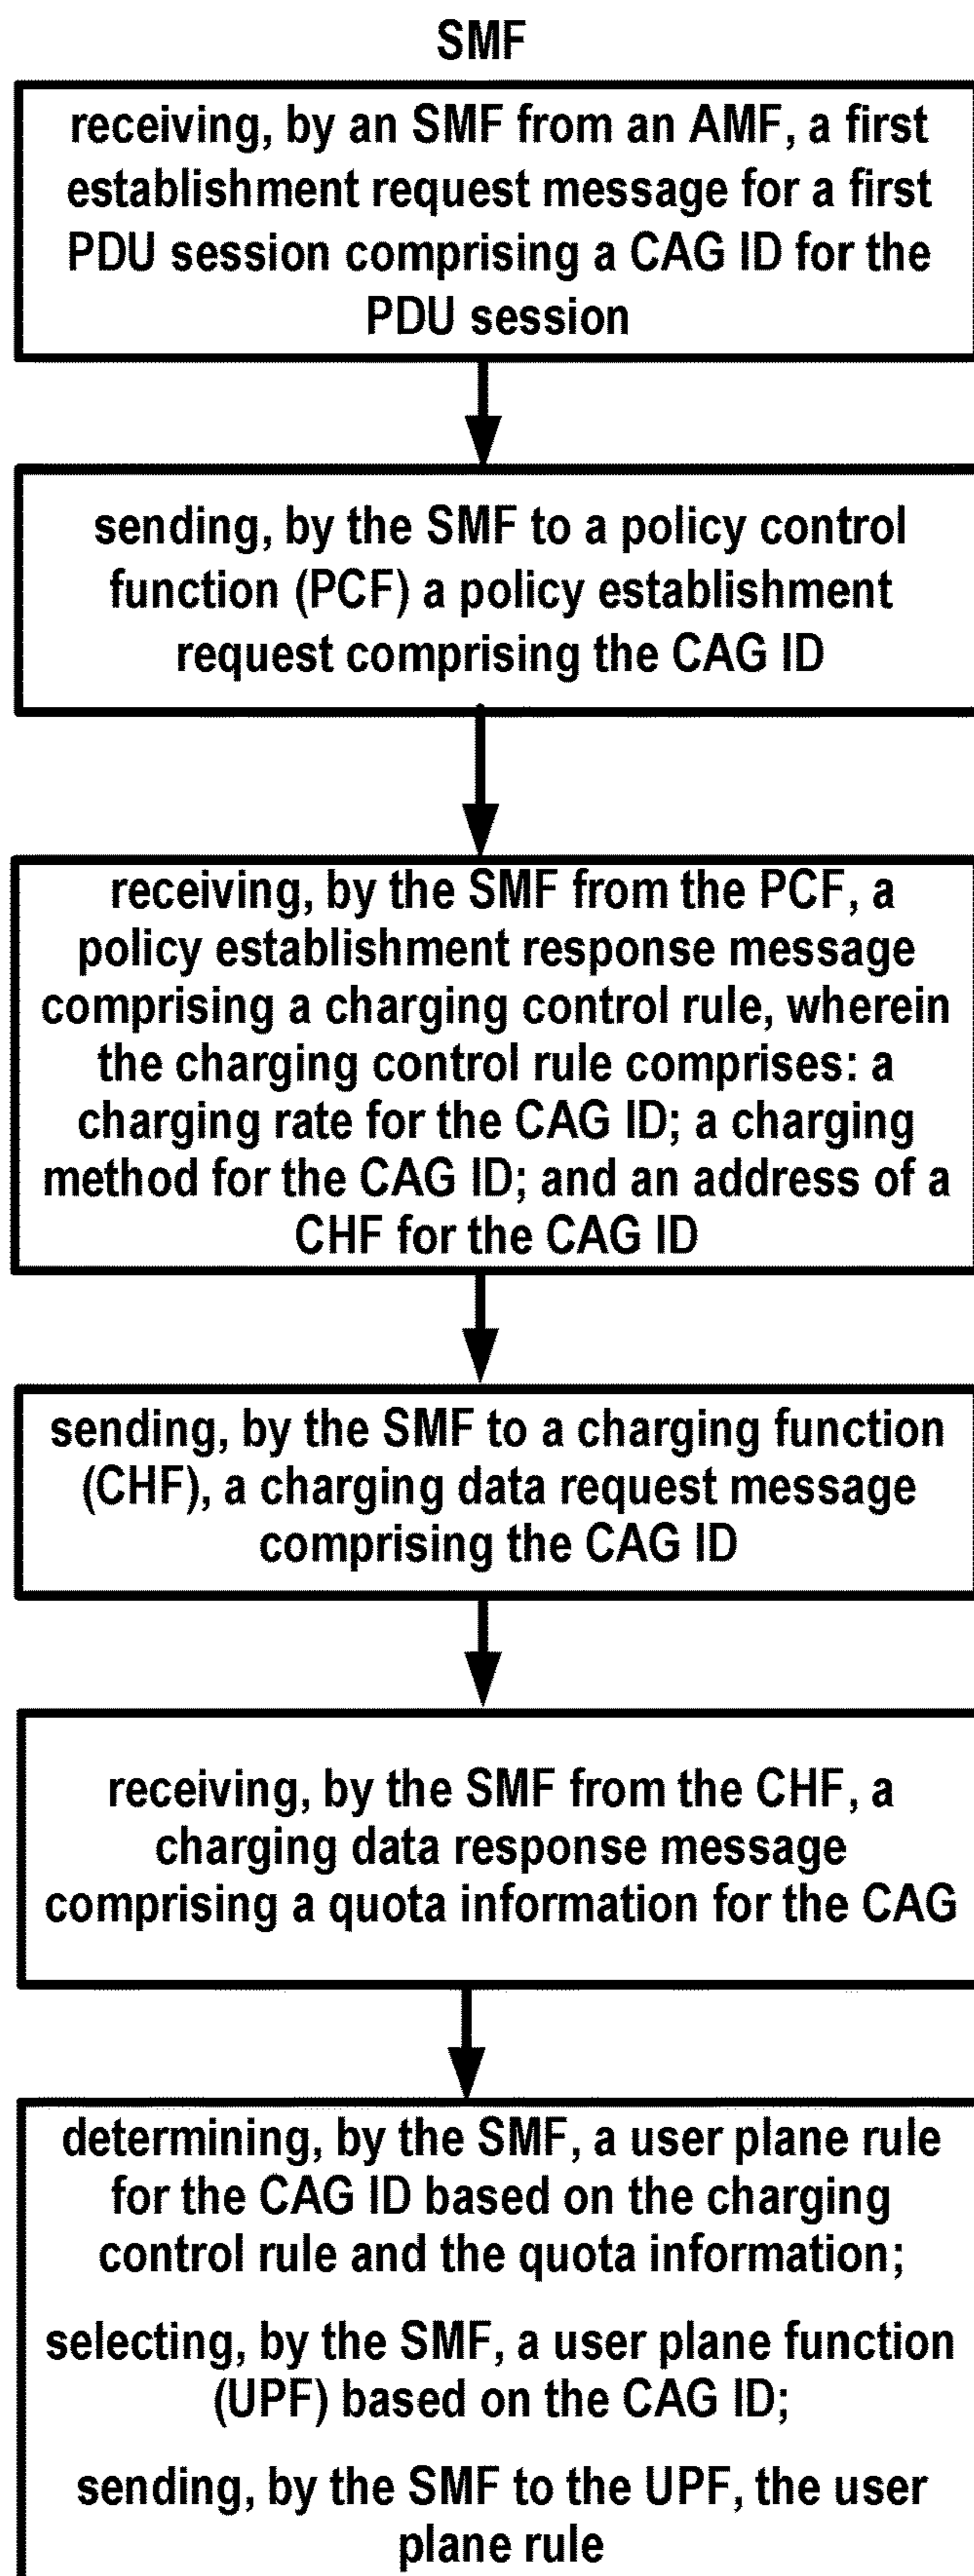 SMF
receiving, by an SMF from an AMF, a first
establishment request message for a first
PDU session comprising a CAG ID for the
PDU session
sending, by the SMF to a policy control
function (PCF) a policy establishment
request comprising the CAG ID
receiving, by the SMF from the PCF, a
policy establishment response message
comprising a charging control rule, wherein
the charging control rule comprises: a
charging rate for the CAG ID; a charging
method for the CAG ID; and an address of a
CHF for the CAG ID
sending, by the SMF to a charging function
(CHF), a charging data request message
comprising the CAG ID
receiving, by the SMF from the CHF, a
charging data response message
comprising a quota information for the CAG
determining, by the SMF, a user plane rule
for the CAG ID based on the charging
control rule and the quota information;
selecting, by the SMF, a user plane function
(UPF) based on the CAG ID;
sending, by the SMF to the UPF, the user
plane rule